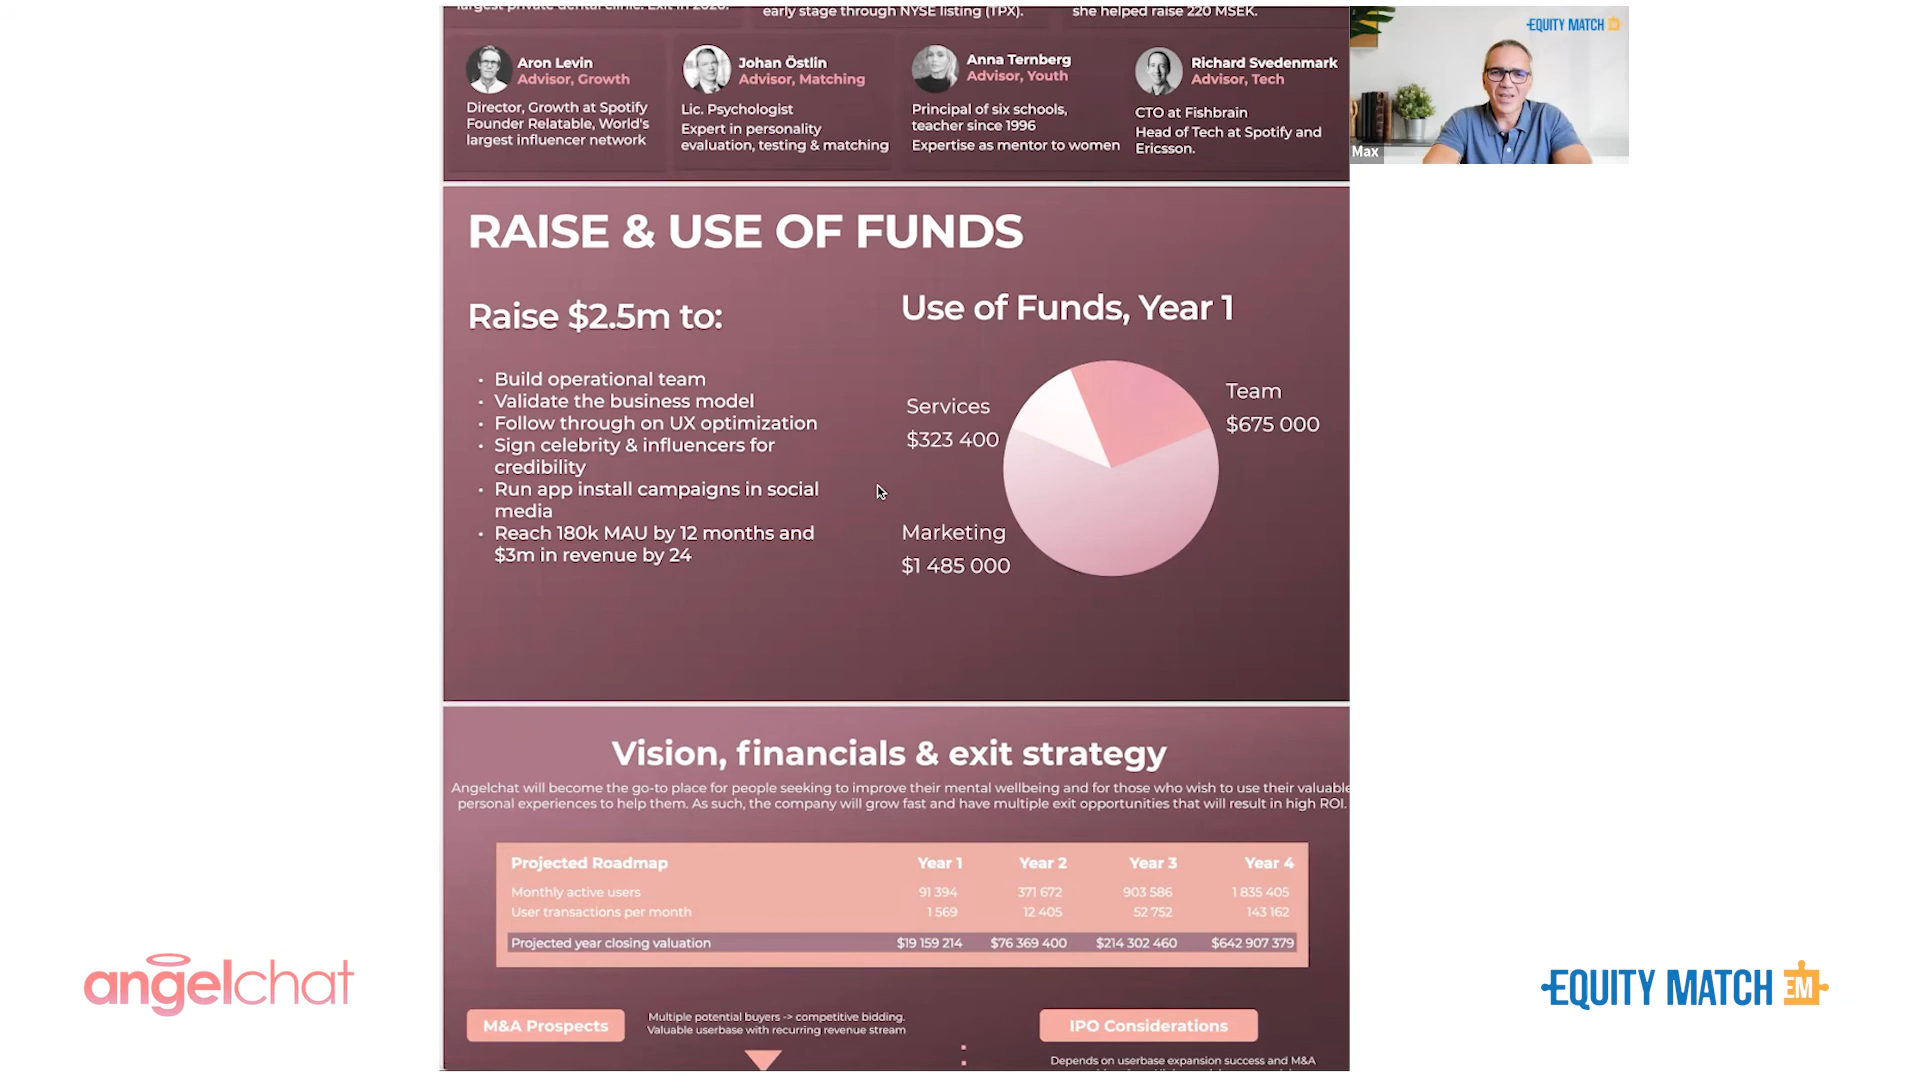 largest private dental clinic. Exit in 2020.
early stage through NYSE listing (TPX).
she helped raise 220 MSEK.
Aron Levin
Advisor, Growth
Director, Growth at Spotify
Founder Relatable, World's
largest influencer network
Johan Östlin
Advisor, Matching
Lic. Psychologist
Expert in personality
evaluation, testing & matching
Anna Ternberg
Advisor, Youth
Principal of six schools,
teacher since 1996
Expertise as mentor to women
Richard Svedenmark
Advisor, Tech
CTO at Fishbrain
Head of Tech at Spotify and
Ericsson.
EQUITY MATCH EM
Max
RAISE & USE OF FUNDS
Raise $2.5m to:
• Build operational team
• Validate the business model
• Follow through on UX optimization
• Sign celebrity & influencers for
credibility
• Run app install campaigns in social
media
• Reach 180k MAU by 12 months and
$3m in revenue by 24
Use of Funds, Year 1
Services
$323 400
Team
$675 000
Marketing
$1 485 000
Vision, financials & exit strategy
Angelchat will become the go-to place for people seeking to improve their mental wellbeing and for those who wish to use their valuable
personal experiences to help them. As such, the company will grow fast and have multiple exit opportunities that will result in high ROI.
Projected Roadmap Year 1 Year 2 Year 3 Year 4
Monthly active users 91 394 371 672 903 586 1 835 405
User transactions per month 1 569 12 405 52 752 143 162
Projected year closing valuation $19 159 214 $76 369 400 $214 302 460 $642 907 379
M&A Prospects
Multiple potential buyers -> competitive bidding.
Valuable userbase with recurring revenue stream
IPO Considerations
Depends on userbase expansion success and M&A
angelchat
EQUITY MATCH EM